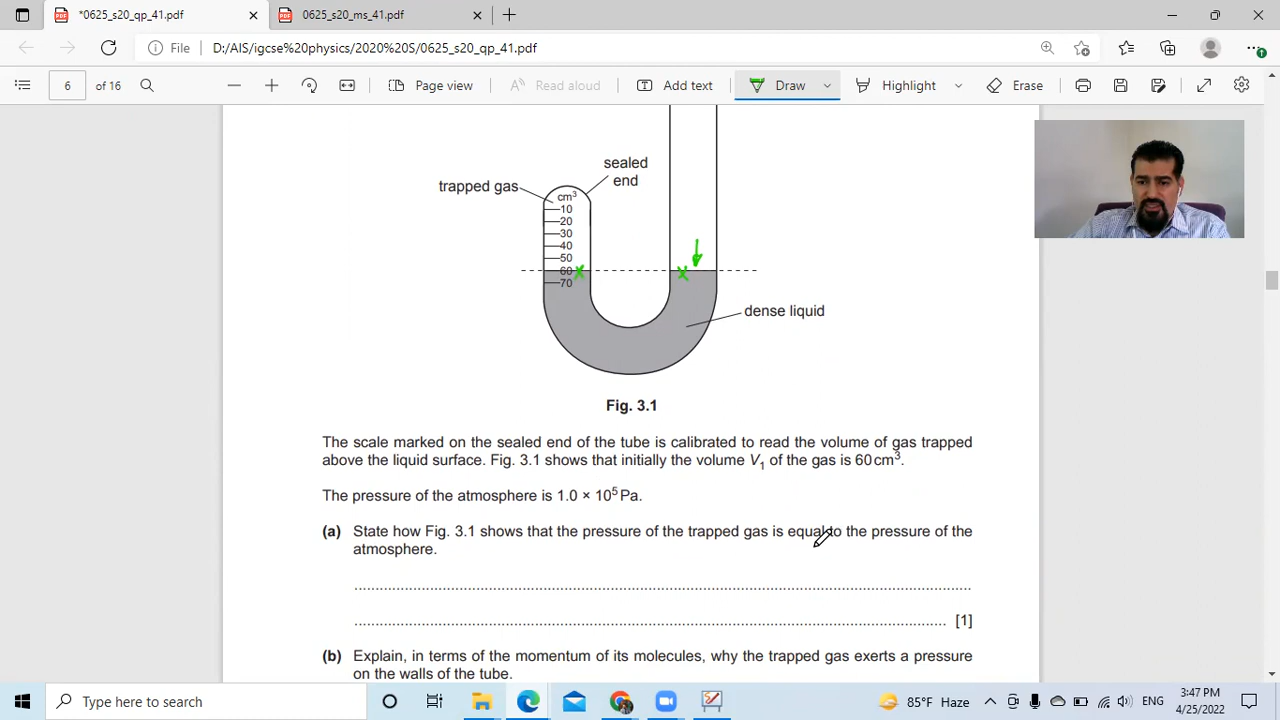 *0625_s20_qp_41.pdf
0625_s20_ms_41.pdf
File
D:/AIS/igcse%20physics/2020%20S/0625_s20_qp_41.pdf
6
of 16
Page view
Read aloud
Add text
Draw
Highlight
Erase
sealed
end
trapped gas
cm³
10
20
30
40
50
60
70
dense liquid
Fig. 3.1
The scale marked on the sealed end of the tube is calibrated to read the volume of gas trapped
above the liquid surface. Fig. 3.1 shows that initially the volume V₁ of the gas is 60 cm³.
The pressure of the atmosphere is 1.0 × 10⁵ Pa.
(a) State how Fig. 3.1 shows that the pressure of the trapped gas is equal to the pressure of the
atmosphere.
[1]
(b) Explain, in terms of the momentum of its molecules, why the trapped gas exerts a pressure
on the walls of the tube.
Type here to search
85°F Haze
ENG
3:47 PM
4/25/2022